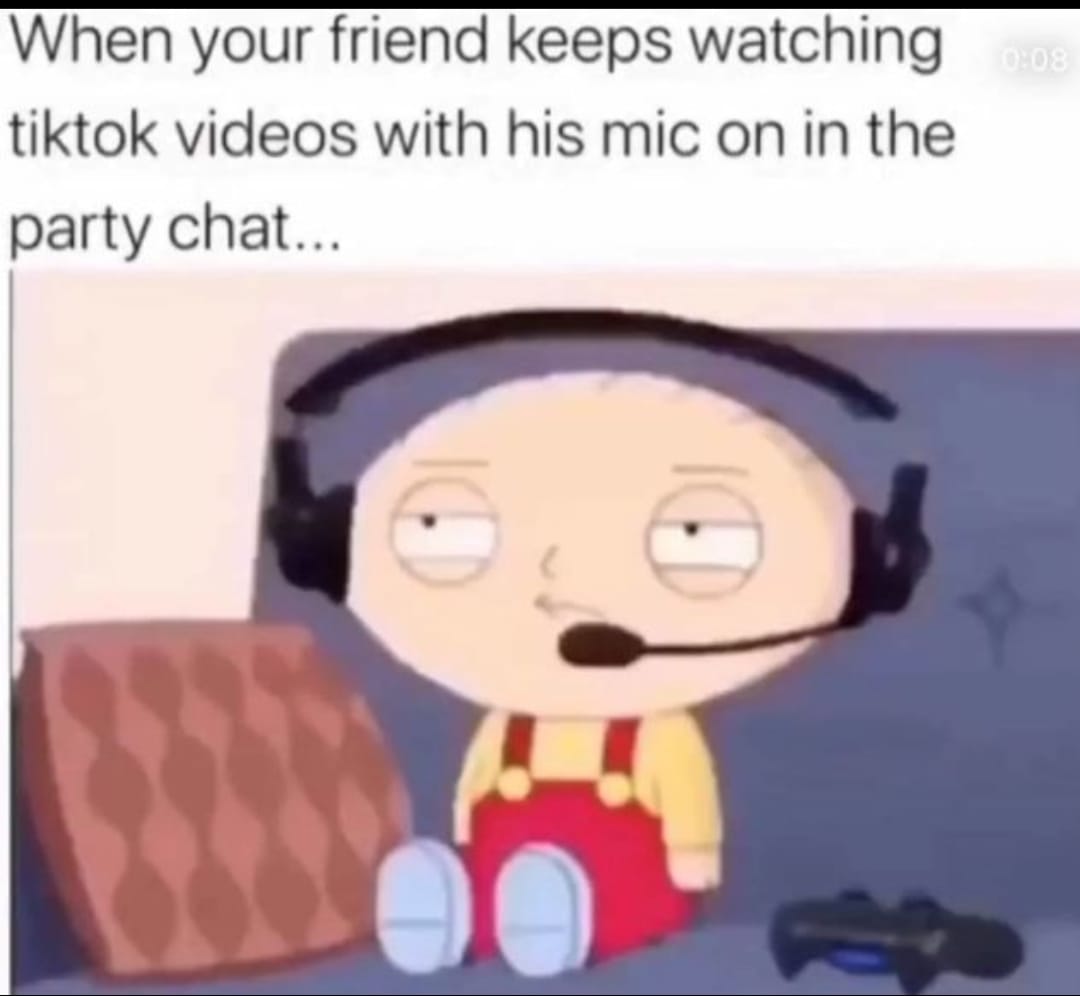 When your friend keeps watching
0:08
tiktok videos with his mic on in the
party chat...